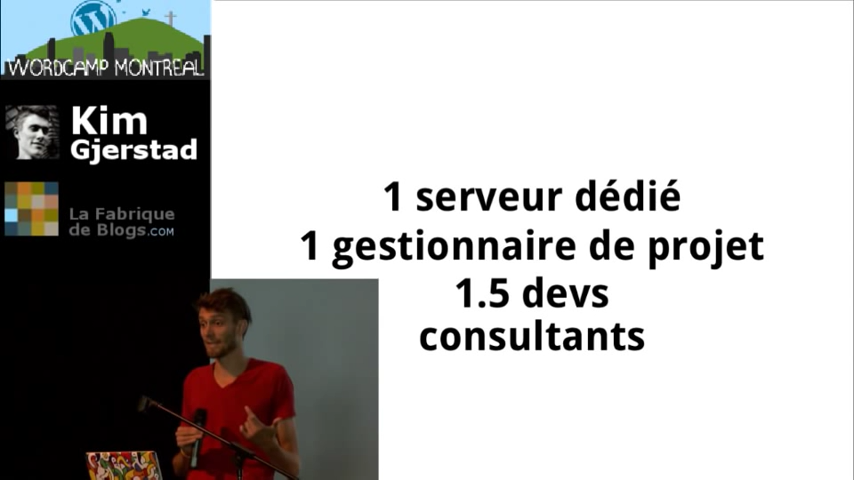 WORDCAMP MONTREAL
Kim
Gjerstad
La Fabrique
de Blogs.COM
1 serveur dédié
1 gestionnaire de projet
1.5 devs
consultants